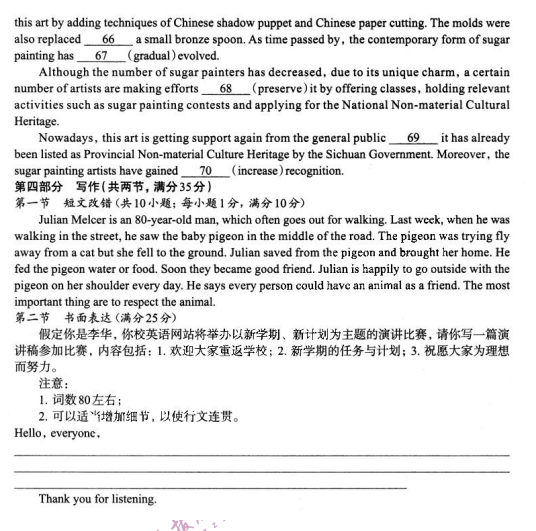 this art by adding techniques of Chinese shadow puppet and Chinese paper cutting. The molds were
also replaced 66 a small bronze spoon. As time passed by, the contemporary form of sugar
painting has 67 (gradual) evolved.
Although the number of sugar painters has decreased, due to its unique charm, a certain
number of artists are making efforts 68 (preserve) it by offering classes, holding relevant
activities such as sugar painting contests and applying for the National Non-material Cultural
Heritage.
Nowadays, this art is getting support again from the general public 69 it has already
been listed as Provincial Non-material Culture Heritage by the Sichuan Government. Moreover, the
sugar painting artists have gained 70 (increase) recognition.
第四部分 写作(共两节,满分35分)
第一节 短文改错(共10小题;每小题1分,满分10分)
Julian Melcer is an 80-year-old man, which often goes out for walking. Last week, when he was
walking in the street, he saw the baby pigeon in the middle of the road. The pigeon was trying fly
away from a cat but she fell to the ground. Julian saved from the pigeon and brought her home. He
fed the pigeon water or food. Soon they became good friend. Julian is happily to go outside with the
pigeon on her shoulder every day. He says every person could have an animal as a friend. The most
important thing are to respect the animal.
第二节 书面表达(满分25分)
假定你是李华,你校英语网站将举办以新学期、新计划为主题的演讲比赛,请你写一篇演
讲稿参加比赛,内容包括:1. 欢迎大家重返学校;2. 新学期的任务与计划;3. 祝愿大家为理想
而努力。
注意:
1. 词数80左右;
2. 可以适当增加细节,以使行文连贯。
Hello, everyone,
Thank you for listening.